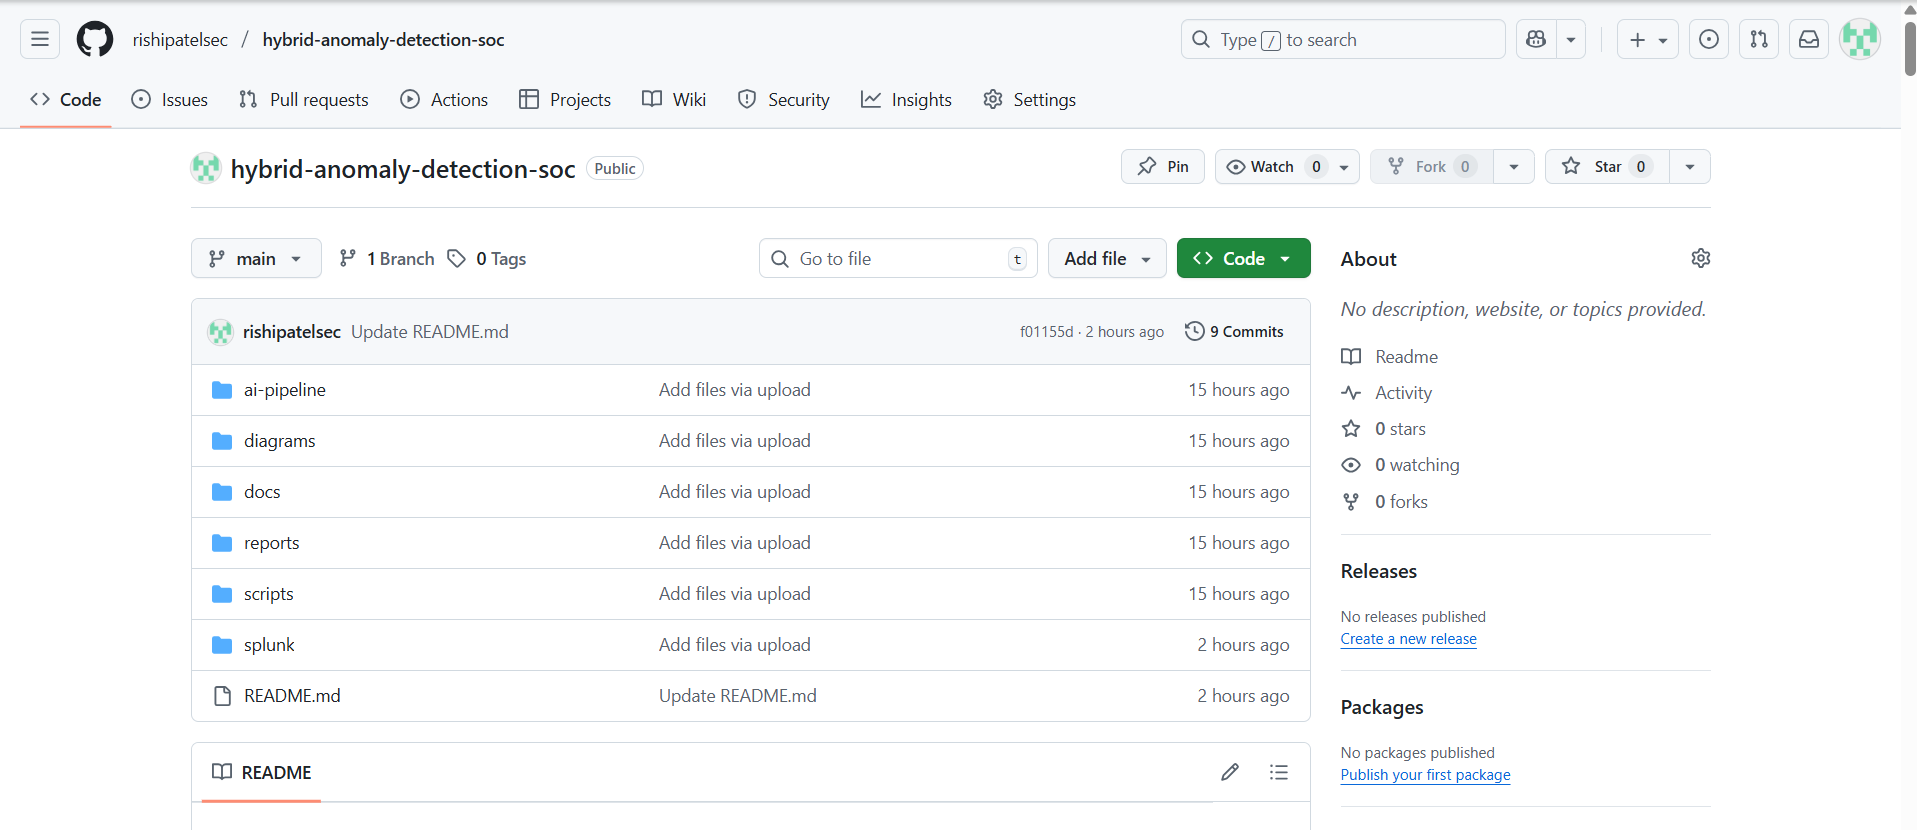 rishipatelsec / hybrid-anomaly-detection-soc
Type / to search
Code Issues Pull requests Actions Projects Wiki Security Insights Settings
hybrid-anomaly-detection-soc Public
Pin Watch 0 Fork 0 Star 0
main 1 Branch 0 Tags
Go to file t Add file Code
rishipatelsec Update README.md f01155d · 2 hours ago 9 Commits
ai-pipeline Add files via upload 15 hours ago
diagrams Add files via upload 15 hours ago
docs Add files via upload 15 hours ago
reports Add files via upload 15 hours ago
scripts Add files via upload 15 hours ago
splunk Add files via upload 2 hours ago
README.md Update README.md 2 hours ago
README
About
No description, website, or topics provided.
Readme
Activity
0 stars
0 watching
0 forks
Releases
No releases published
Create a new release
Packages
No packages published
Publish your first package